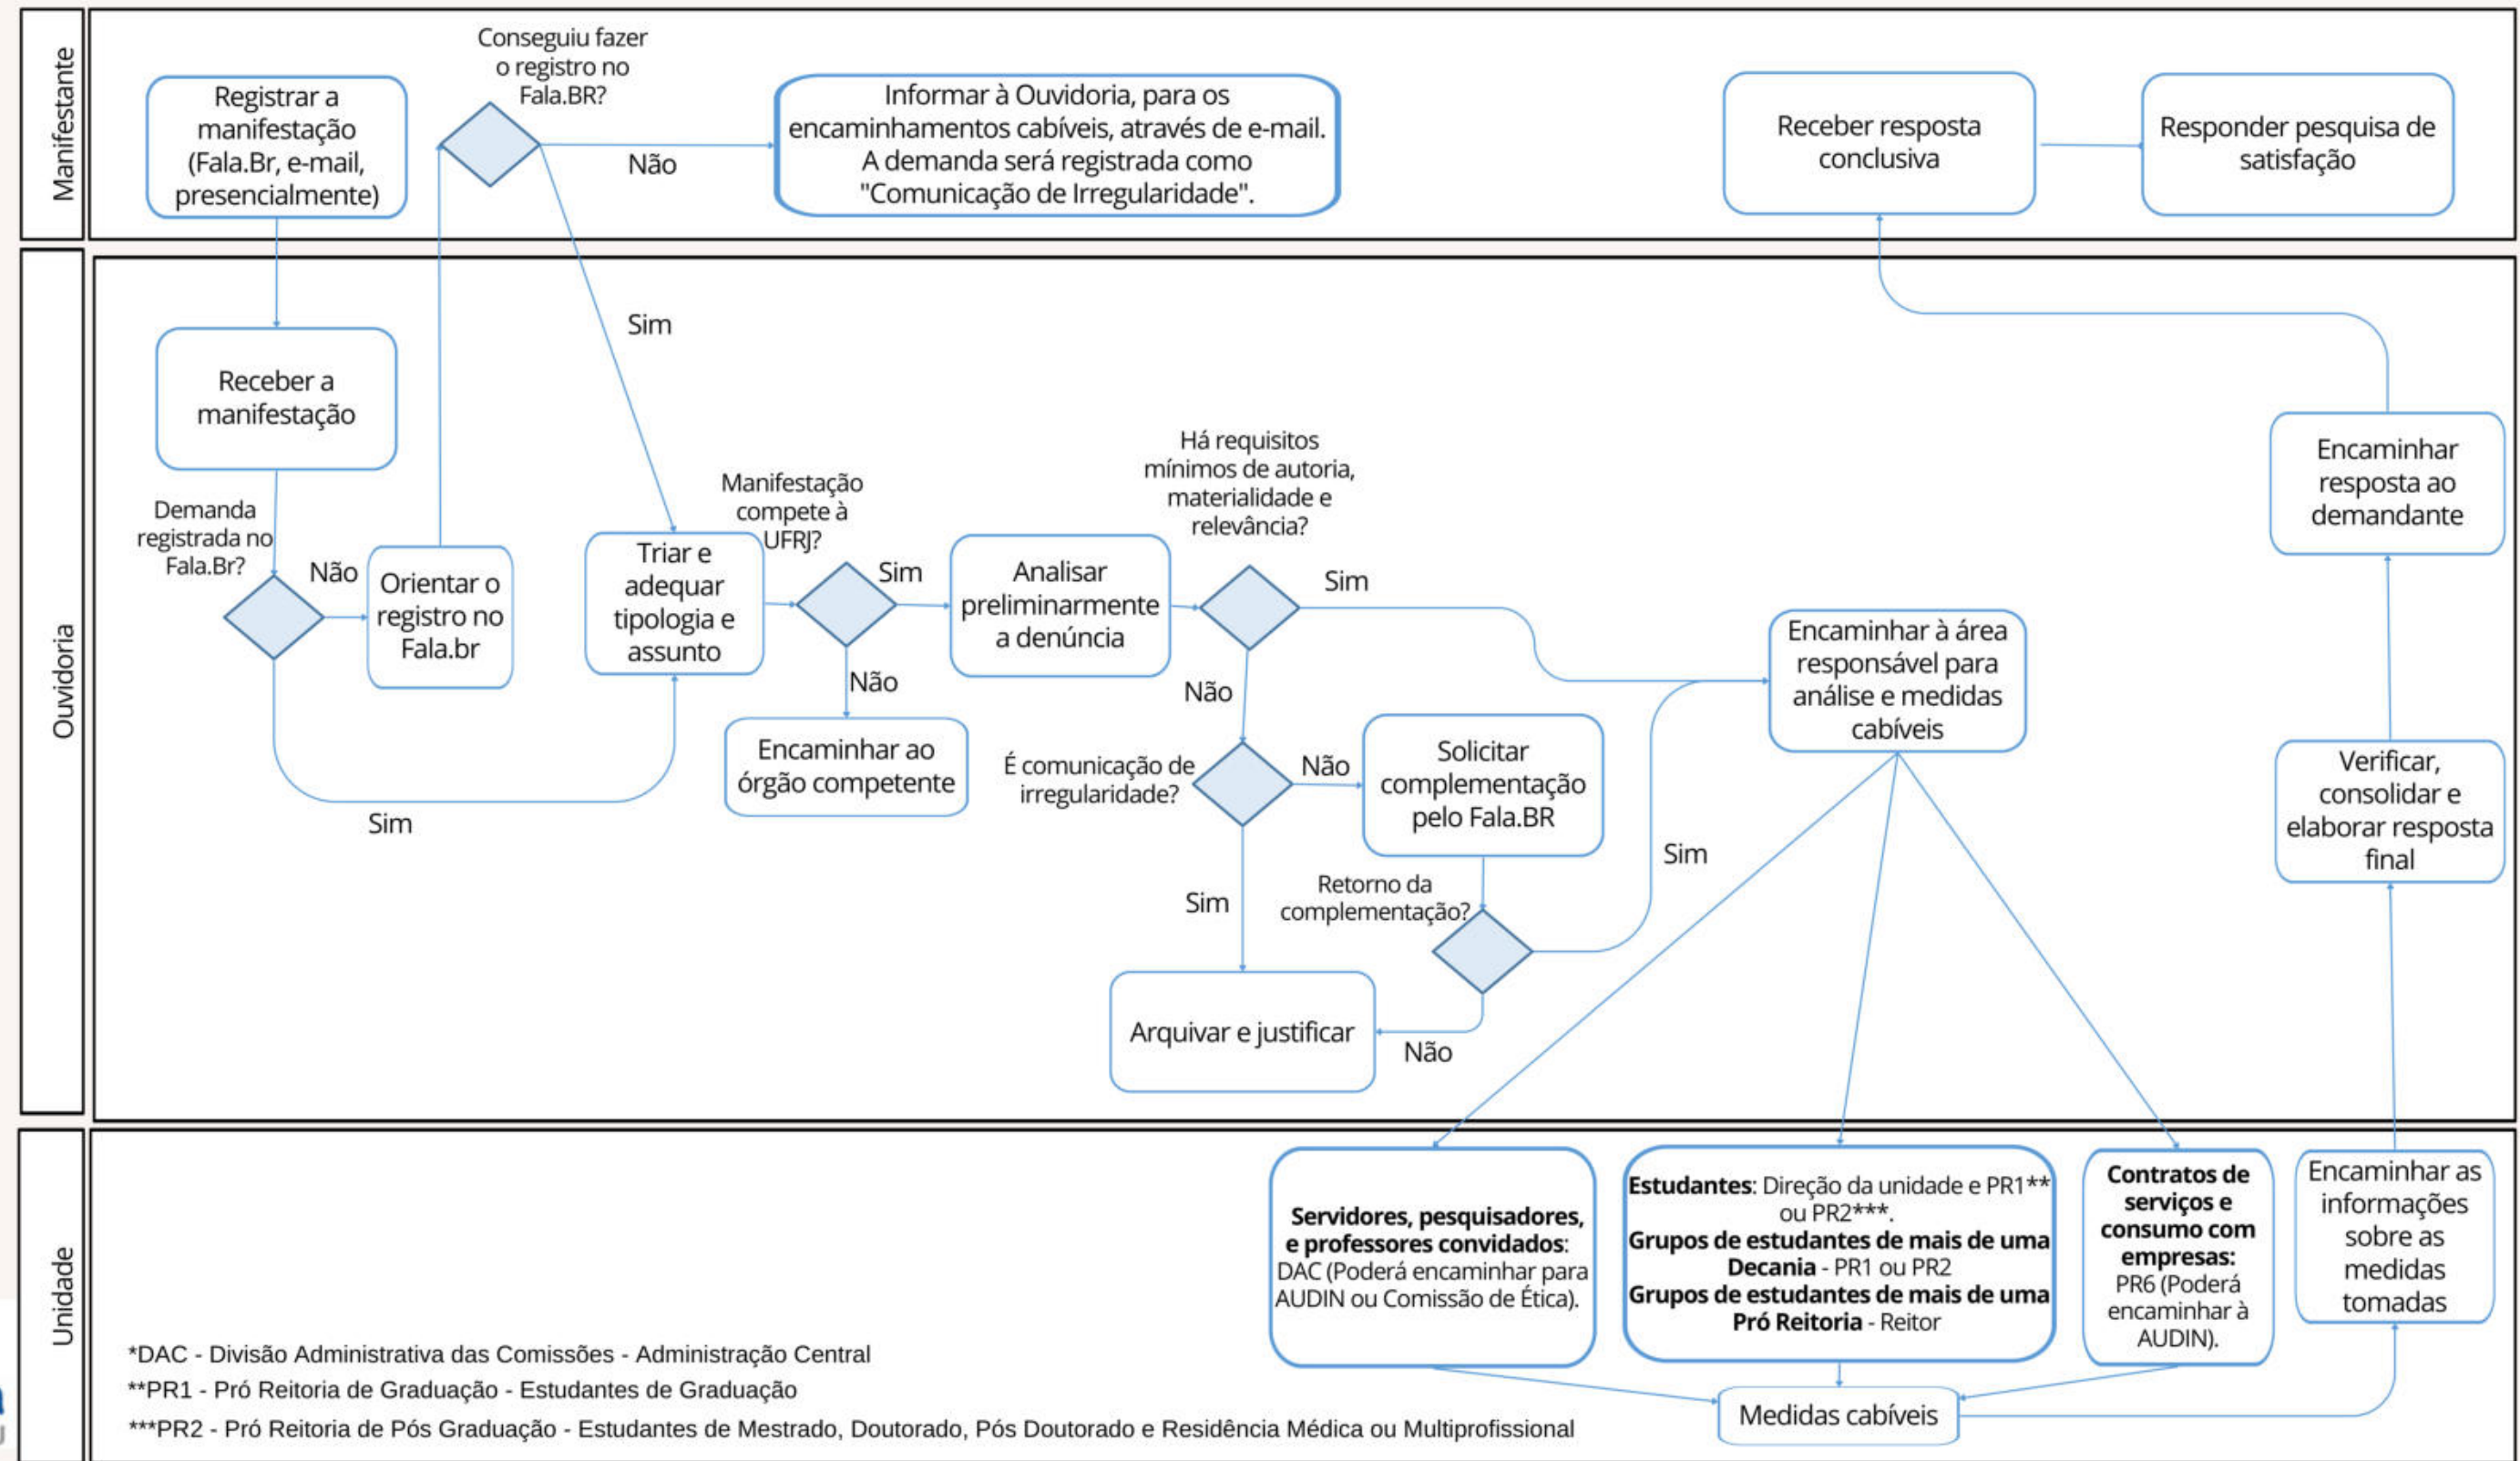 Manifestante
Registrar a
manifestação
(Fala.Br, e-mail,
presencialmente)
Conseguiu fazer
o registro no
Fala.BR?
Não
Informar à Ouvidoria, para os
encaminhamentos cabíveis, através de e-mail.
A demanda será registrada como
"Comunicação de Irregularidade".
Receber resposta
conclusiva
Responder pesquisa de
satisfação
Ouvidoria
Sim
Receber a
manifestação
Demanda
registrada no
Fala.Br?
Não
Orientar o
registro no
Fala.br
Sim
Triar e
adequar
tipologia e
assunto
Manifestação
compete à
UFRJ?
Sim
Não
Encaminhar ao
órgão competente
Analisar
preliminarmente
a denúncia
Há requisitos
mínimos de autoria,
materialidade e
relevância?
Sim
Não
É comunicação de
irregularidade?
Não
Sim
Solicitar
complementação
pelo Fala.BR
Retorno da
complementação?
Sim
Não
Arquivar e justificar
Encaminhar à área
responsável para
análise e medidas
cabíveis
Encaminhar
resposta ao
demandante
Verificar,
consolidar e
elaborar resposta
final
Unidade
Servidores, pesquisadores,
e professores convidados:
DAC (Poderá encaminhar para
AUDIN ou Comissão de Ética).
Estudantes: Direção da unidade e PR1**
ou PR2***.
Grupos de estudantes de mais de uma
Decania - PR1 ou PR2
Grupos de estudantes de mais de uma
Pró Reitoria - Reitor
Contratos de
serviços e
consumo com
empresas:
PR6 (Poderá
encaminhar à
AUDIN).
Encaminhar as
informações
sobre as
medidas
tomadas
Medidas cabíveis
*DAC - Divisão Administrativa das Comissões - Administração Central
**PR1 - Pró Reitoria de Graduação - Estudantes de Graduação
***PR2 - Pró Reitoria de Pós Graduação - Estudantes de Mestrado, Doutorado, Pós Doutorado e Residência Médica ou Multiprofissional